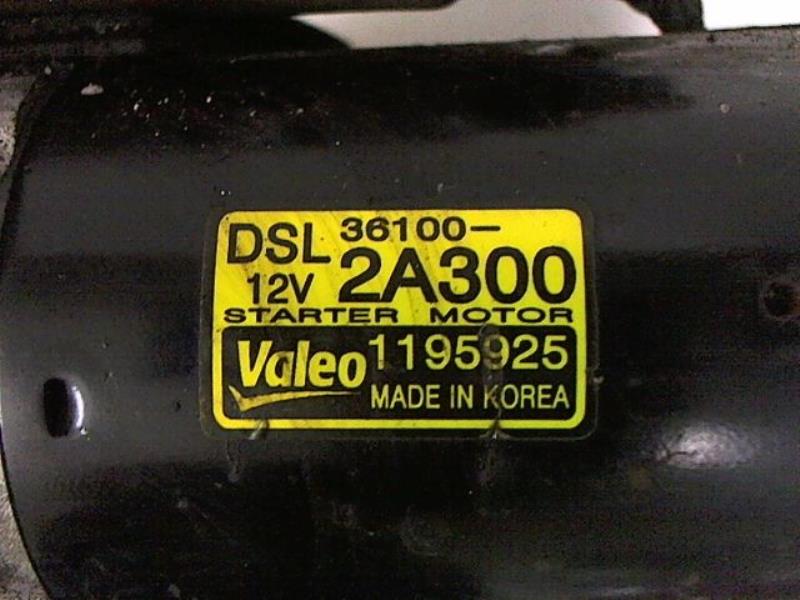 DSL 36100-
12V 2A300
STARTER MOTOR
Valeo 1195925
MADE IN KOREA